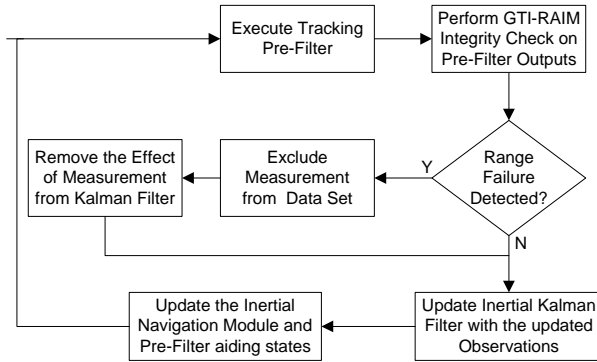 Execute Tracking
Pre-Filter
Perform GTI-RAIM
Integrity Check on
Pre-Filter Outputs
Range
Failure
Detected?
Y
N
Exclude
Measurement
from Data Set
Remove the Effect
of Measurement
from Kalman Filter
Update Inertial Kalman
Filter with the updated
Observations
Update the Inertial
Navigation Module and
Pre-Filter aiding states